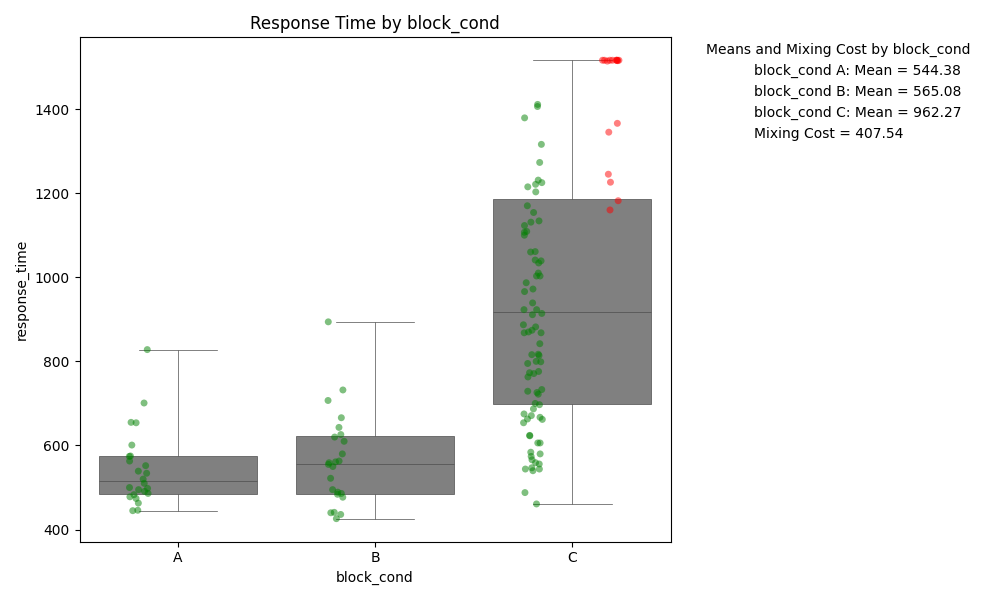 Response Time by block_cond
Means and Mixing Cost by block_cond
block_cond A: Mean = 544.38
block_cond B: Mean = 565.08
block_cond C: Mean = 962.27
Mixing Cost = 407.54
response_time
1400
1200
1000
800
600
400
A
B
C
block_cond